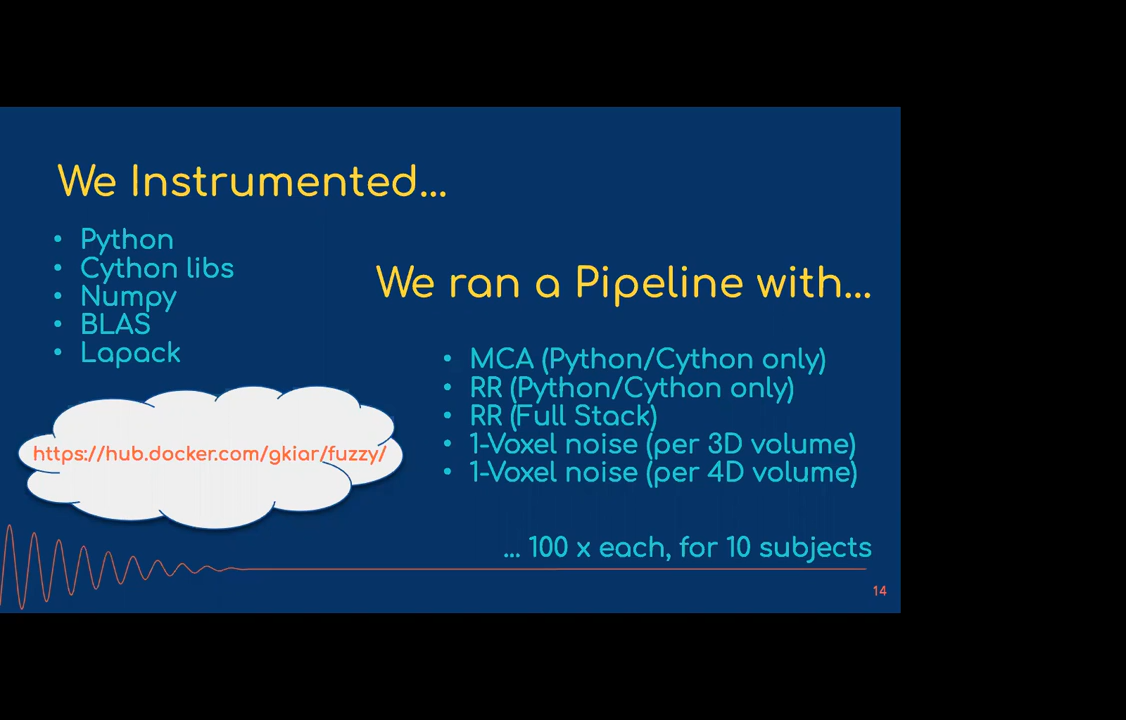 We Instrumented...
• Python
• Cython libs
• Numpy
• BLAS
• Lapack
https://hub.docker.com/gkiar/fuzzy/
We ran a Pipeline with...
• MCA (Python/Cython only)
• RR (Python/Cython only)
• RR (Full Stack)
• 1-Voxel noise (per 3D volume)
• 1-Voxel noise (per 4D volume)
... 100 x each, for 10 subjects
14